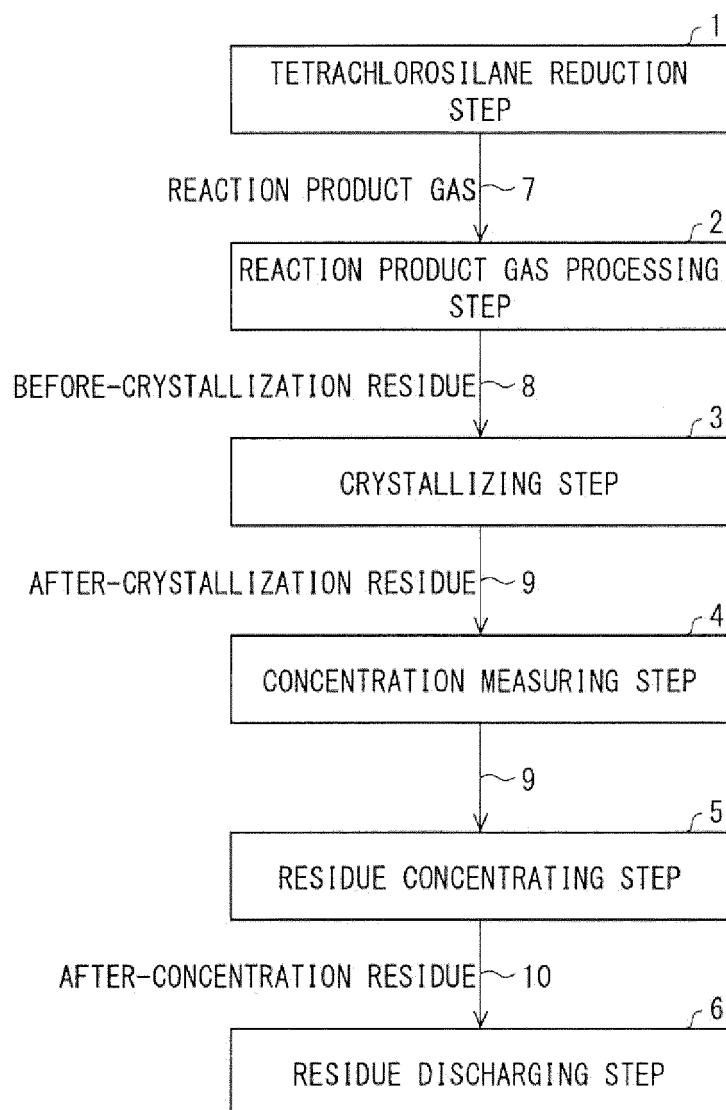 1
TETRACHLOROSILANE REDUCTION
STEP
REACTION PRODUCT GAS 7
2
REACTION PRODUCT GAS PROCESSING
STEP
BEFORE-CRYSTALLIZATION RESIDUE 8
3
CRYSTALLIZING STEP
AFTER-CRYSTALLIZATION RESIDUE 9
4
CONCENTRATION MEASURING STEP
9
5
RESIDUE CONCENTRATING STEP
AFTER-CONCENTRATION RESIDUE 10
6
RESIDUE DISCHARGING STEP